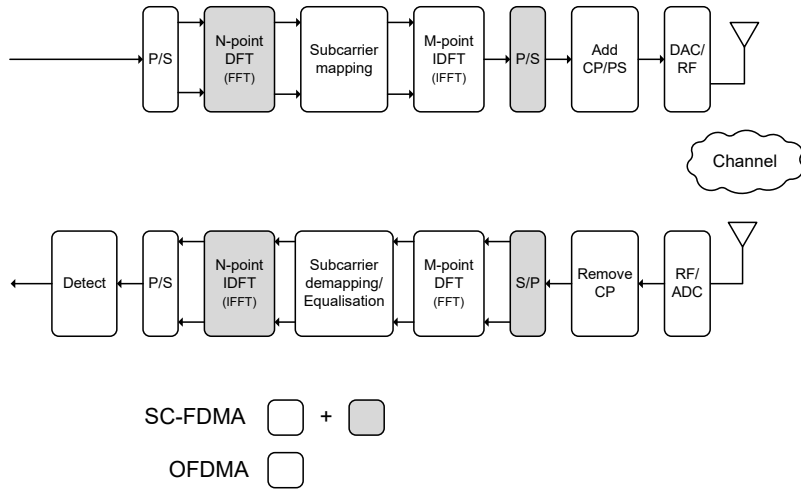 P/S
N-point
DFT
(FFT)
Subcarrier
mapping
M-point
IDFT
(IFFT)
P/S
Add
CP/PS
DAC/
RF
Channel
Detect
P/S
N-point
IDFT
(IFFT)
Subcarrier
demapping/
Equalisation
M-point
DFT
(FFT)
S/P
Remove
CP
RF/
ADC
SC-FDMA +
OFDMA